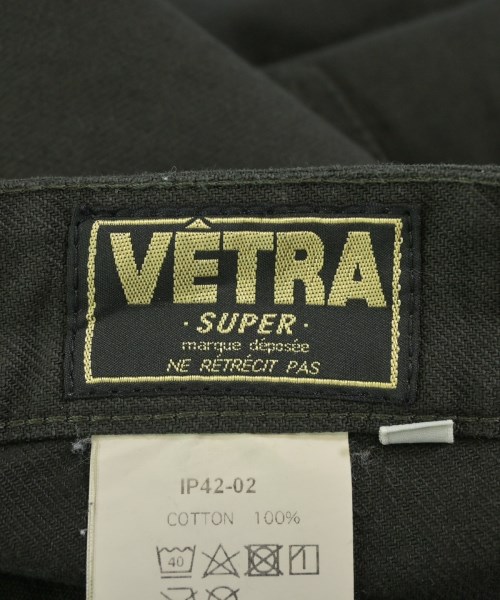 VÊTRA
·SUPER·
marque déposée
NE RÉTRÉCIT PAS
IP42-02
COTTON 100%
40 1